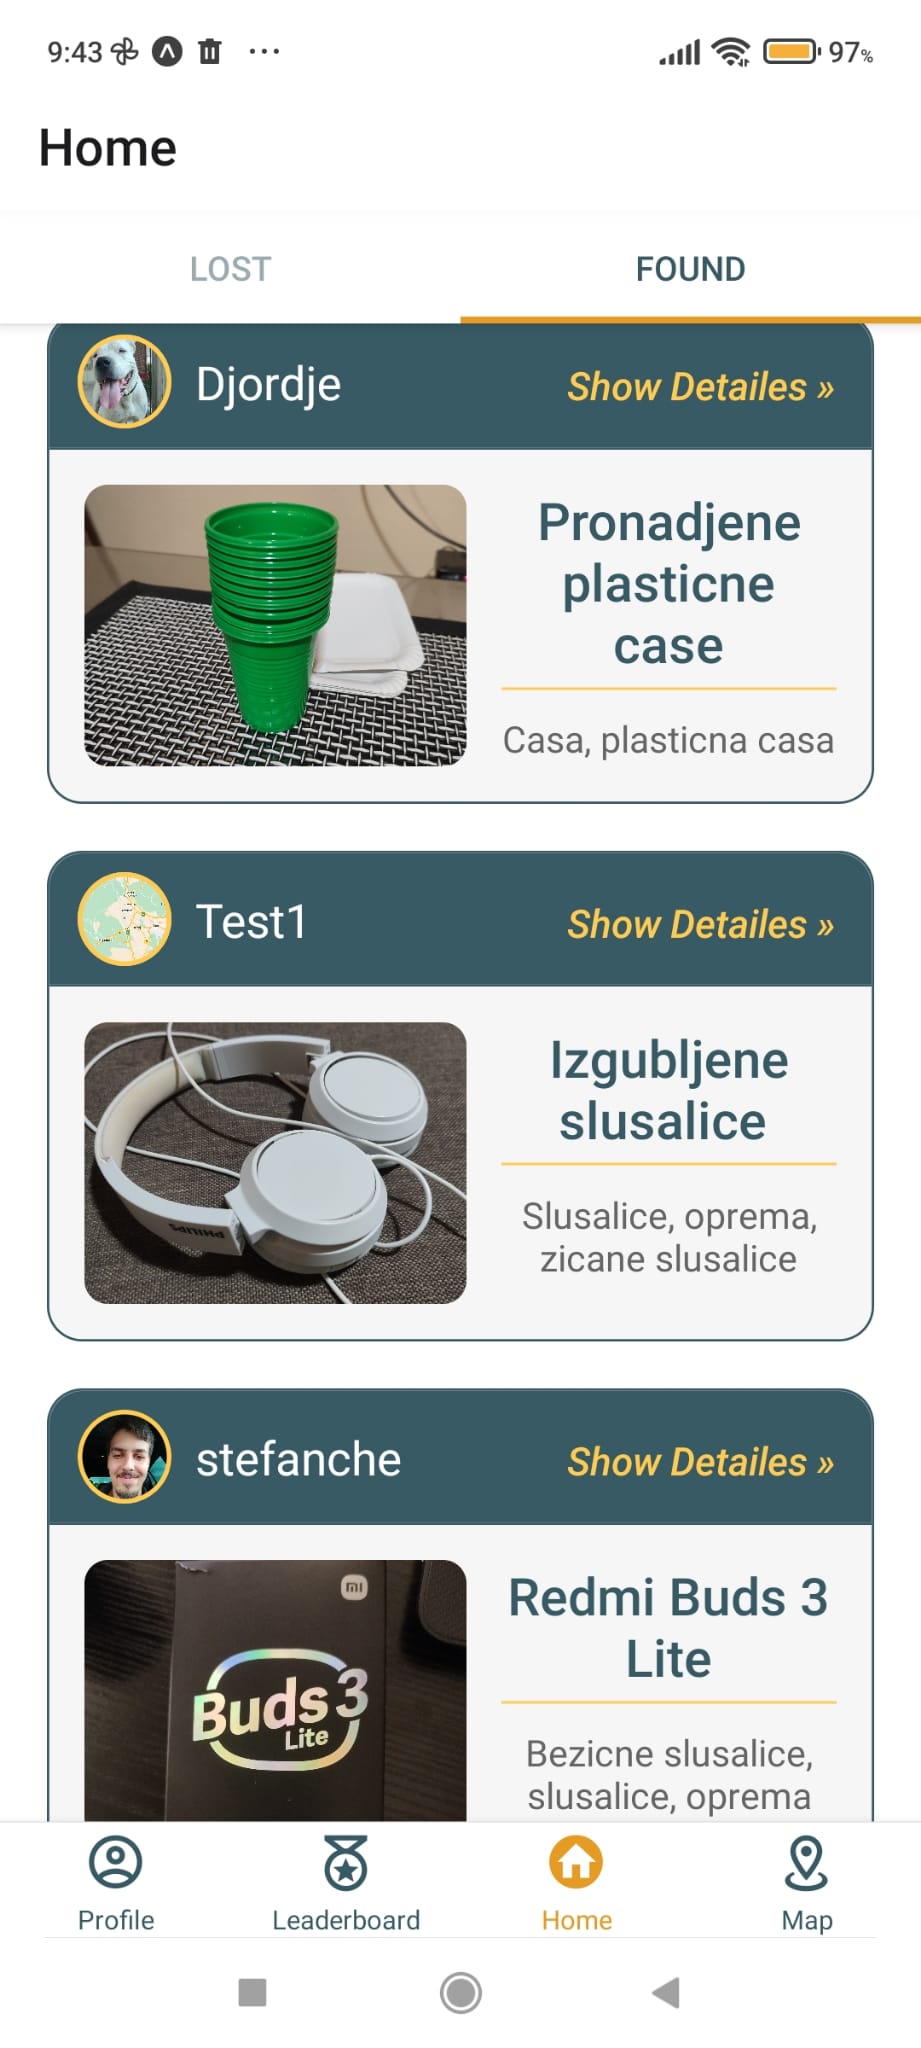 9:43
97%
Home
LOST
FOUND
Djordje
Show Detailes »
Pronadjene
plasticne
case
Casa, plasticna casa
Test1
Show Detailes »
PHILIPS
Izgubljene
slusalice
Slusalice, oprema,
zicane slusalice
stefanche
Show Detailes »
mi
Buds 3
Lite
Redmi Buds 3
Lite
Bezicne slusalice,
slusalice, oprema
Profile
Leaderboard
Home
Map